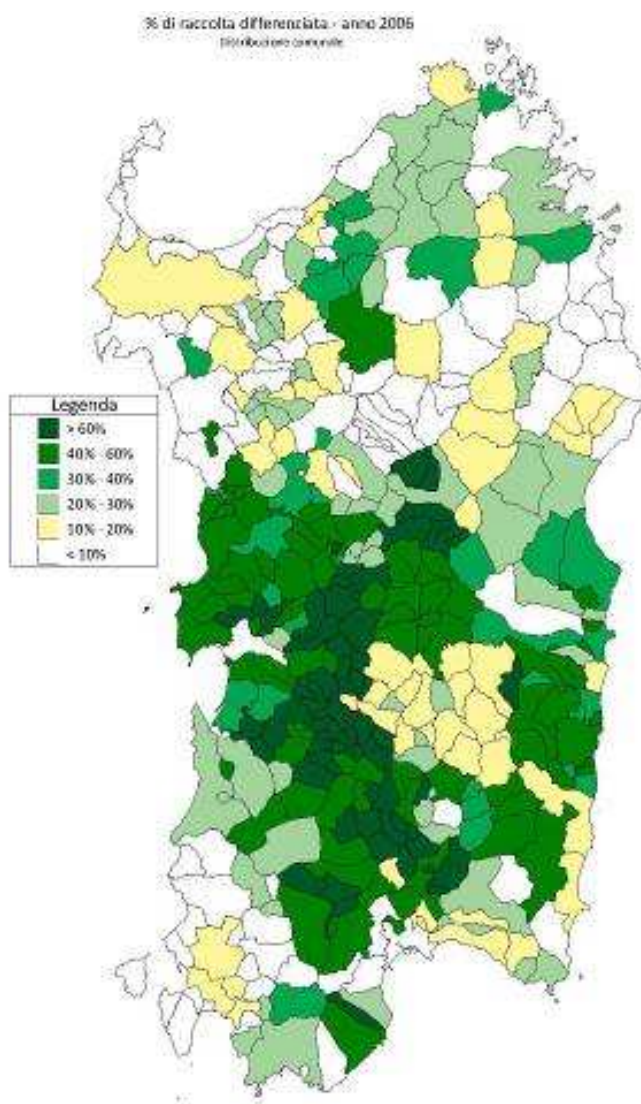 % di raccolta differenziata - anno 2006
Distribuzione comunale
Legenda
> 60%
40% - 60%
30% - 40%
20% - 30%
10% - 20%
< 10%